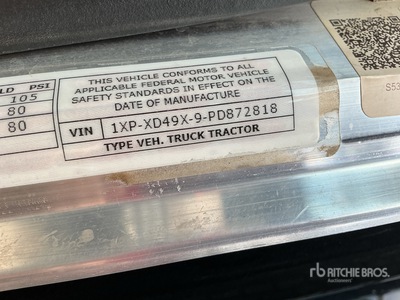 LD PSI
105
80
80
THIS VEHICLE CONFORMS TO ALL
APPLICABLE FEDERAL MOTOR VEHICLE
SAFETY STANDARDS IN EFFECT ON THE
DATE OF MANUFACTURE
VIN 1XP-XD49X-9-PD872818
TYPE VEH. TRUCK TRACTOR
S53
rb RITCHIE BROS.
Auctioneers